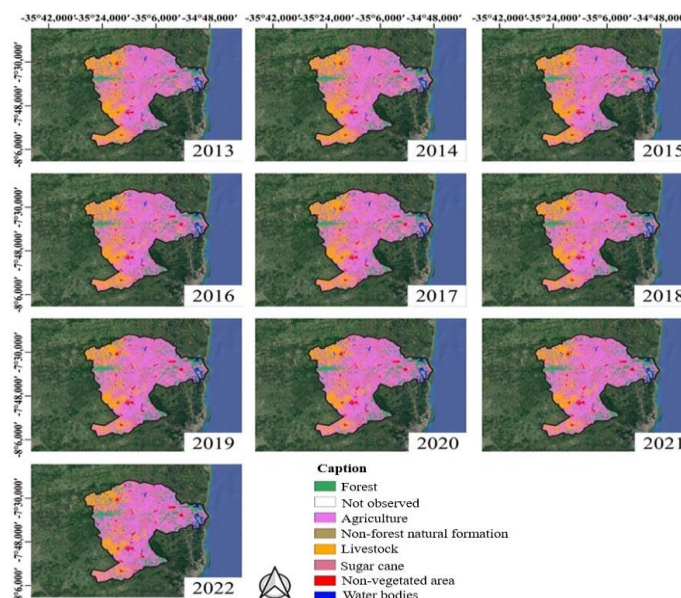 -35°42,000' -35°24,000' -35°6,000' -34°48,000' -35°42,000' -35°24,000' -35°6,000' -34°48,000' -35°42,000' -35°24,000' -35°6,000' -34°48,000'
-7°30,000'
-7°48,000'
-8°6,000'
2013
2014
2015
-7°30,000'
-7°48,000'
-8°6,000'
2016
2017
2018
-7°30,000'
-7°48,000'
-8°6,000'
2019
2020
2021
-7°30,000'
-7°48,000'
-8°6,000'
2022
Caption
Forest
Not observed
Agriculture
Non-forest natural formation
Livestock
Sugar cane
Non-vegetated area
Water bodies